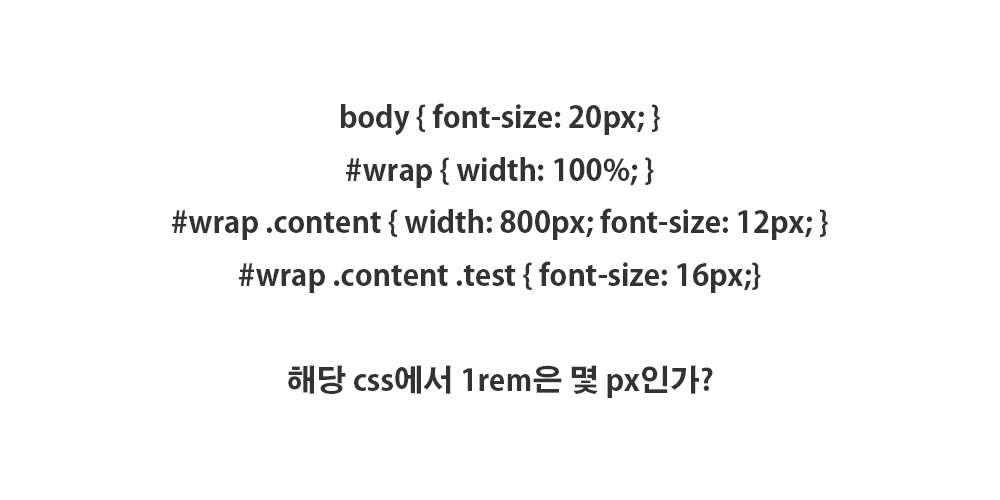 body { font-size: 20px; }
#wrap { width: 100%; }
#wrap .content { width: 800px; font-size: 12px; }
#wrap .content .test { font-size: 16px;}
해당 css에서 1rem은 몇 px인가?